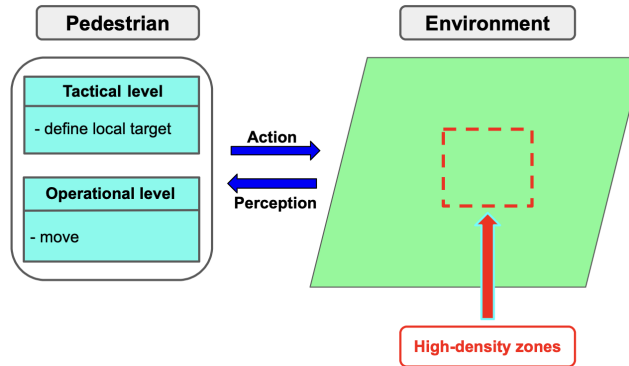 Pedestrian
Environment
Tactical level
- define local target
Operational level
- move
Action
Perception
High-density zones